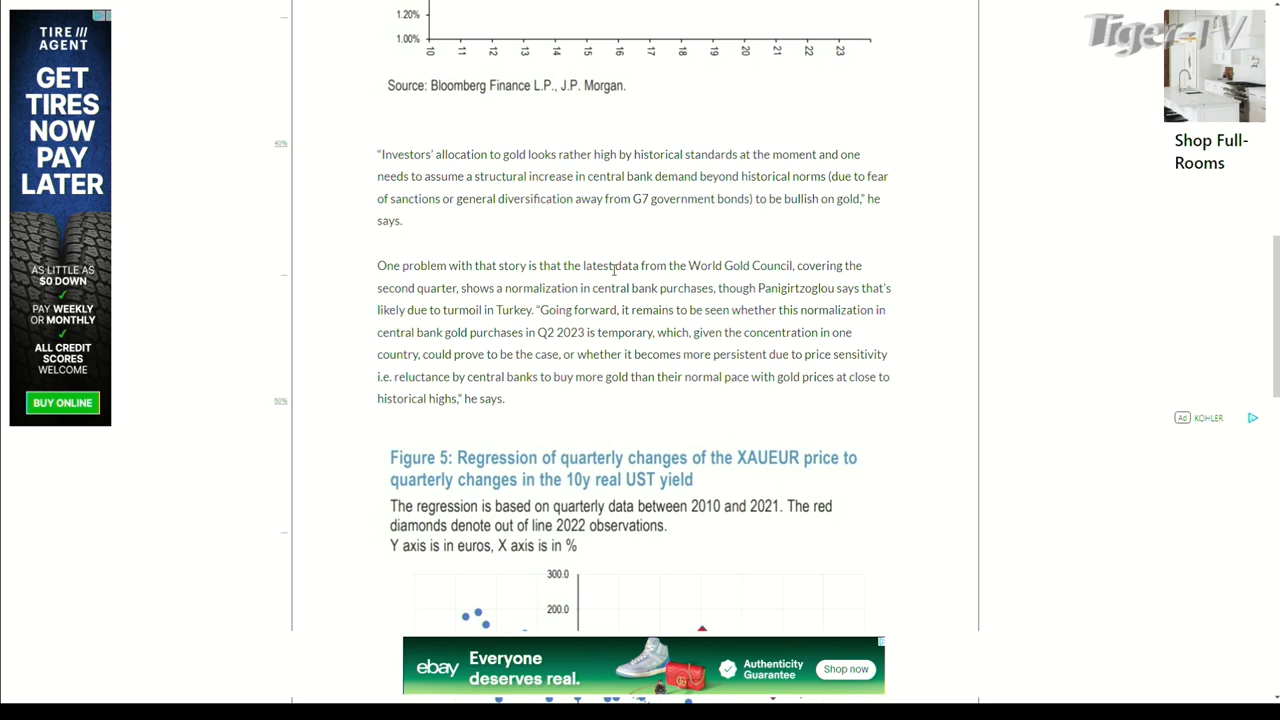 TIRE AGENT
GET
TIRES
NOW
PAY
LATER
AS LITTLE AS
$0 DOWN
PAY WEEKLY
OR MONTHLY
ALL CREDIT
SCORES
WELCOME
BUY ONLINE
40%
50%
1.20%
1.00%
10 11 12 13 14 15 16 17 18 19 20 21 22 23
Source: Bloomberg Finance L.P., J.P. Morgan.
“Investors’ allocation to gold looks rather high by historical standards at the moment and one
needs to assume a structural increase in central bank demand beyond historical norms (due to fear
of sanctions or general diversification away from G7 government bonds) to be bullish on gold,” he
says.
One problem with that story is that the latest data from the World Gold Council, covering the
second quarter, shows a normalization in central bank purchases, though Panigirtzoglou says that’s
likely due to turmoil in Turkey. “Going forward, it remains to be seen whether this normalization in
central bank gold purchases in Q2 2023 is temporary, which, given the concentration in one
country, could prove to be the case, or whether it becomes more persistent due to price sensitivity
i.e. reluctance by central banks to buy more gold than their normal pace with gold prices at close to
historical highs,” he says.
Figure 5: Regression of quarterly changes of the XAUEUR price to
quarterly changes in the 10y real UST yield
The regression is based on quarterly data between 2010 and 2021. The red
diamonds denote out of line 2022 observations.
Y axis is in euros, X axis is in %
300.0
200.0
ebay
Everyone
deserves real.
Authenticity
Guarantee
Shop now
Tiger TV
Shop Full-
Rooms
Ad KOHLER